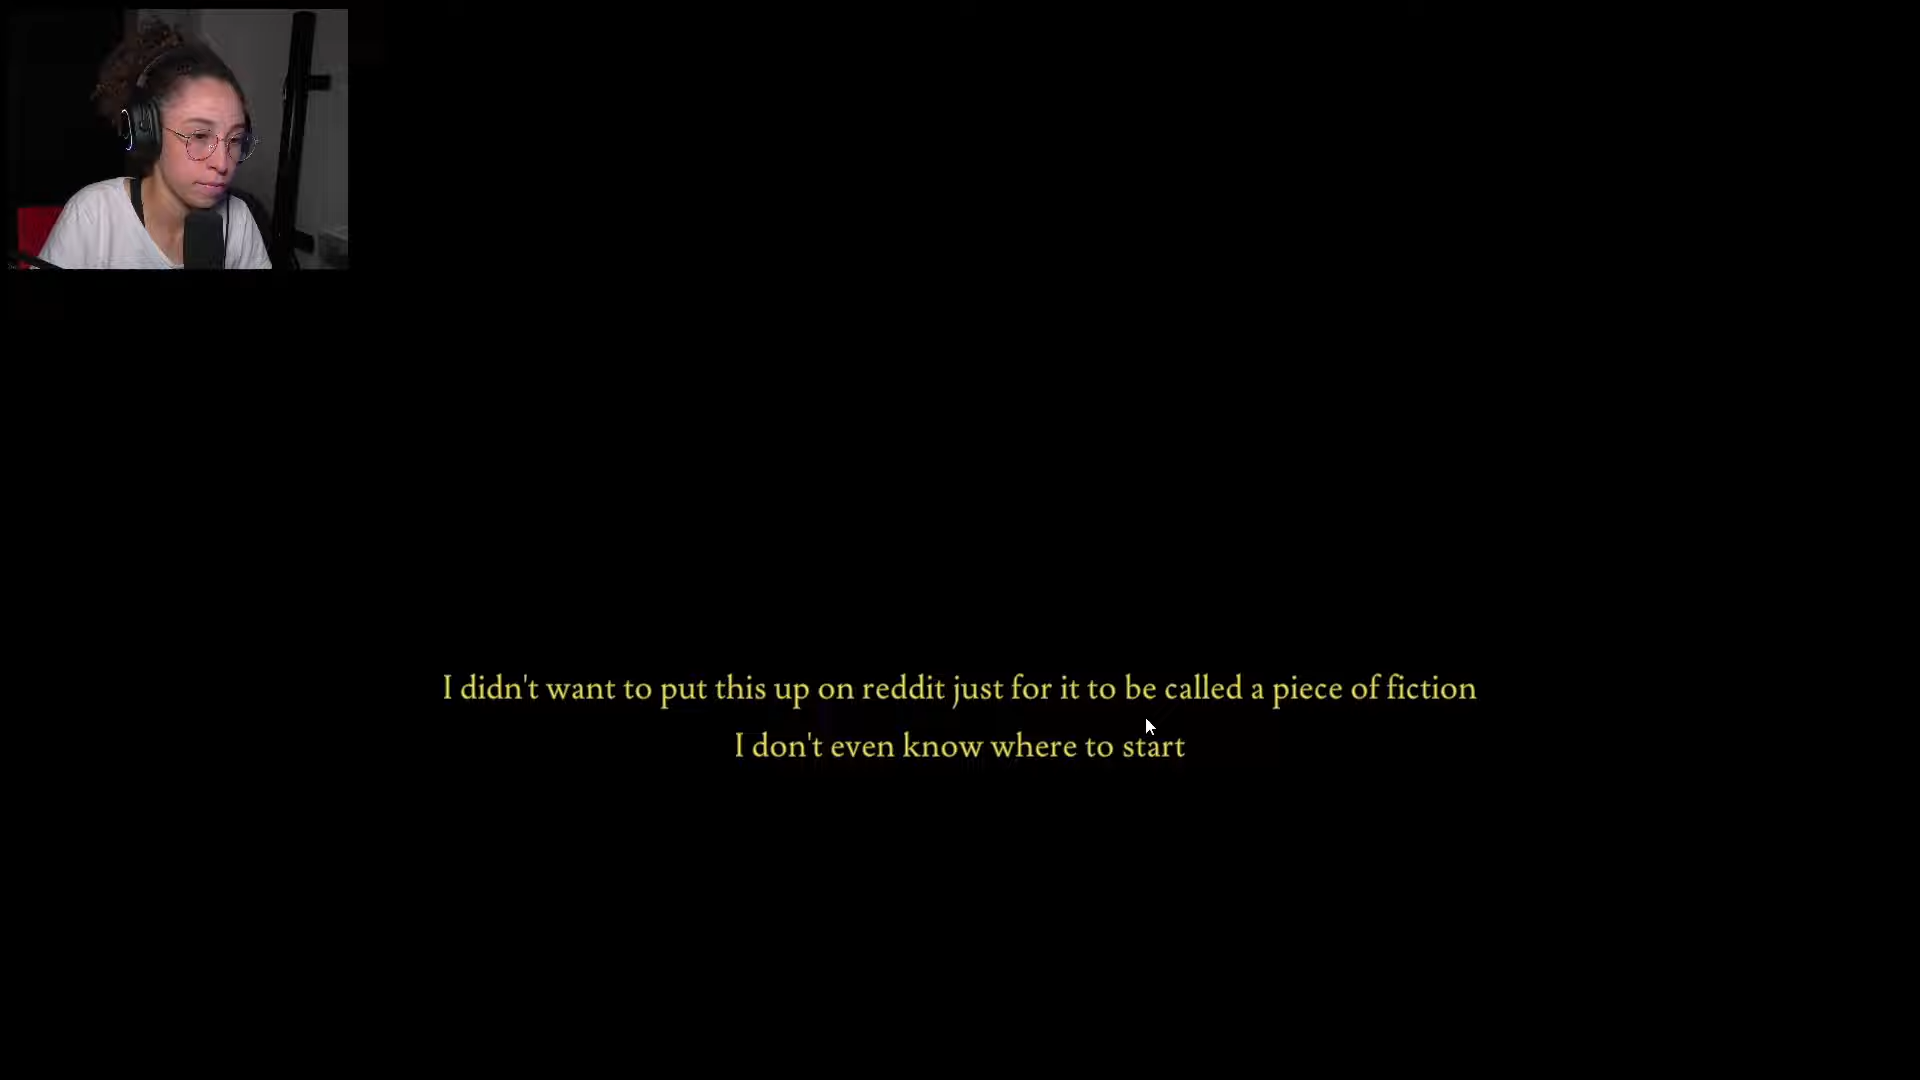 I didn't want to put this up on reddit just for it to be called a piece of fiction
I don't even know where to start